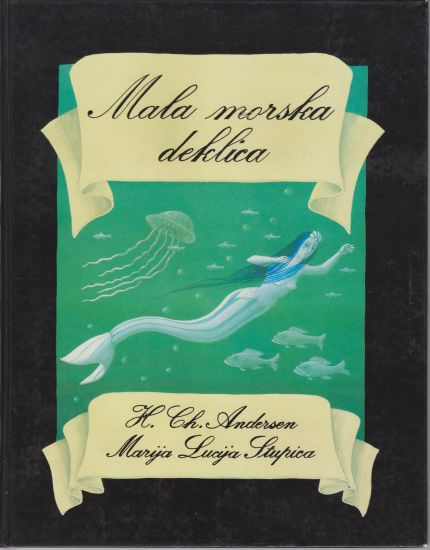 Mala morska
deklica
H. Ch. Andersen
Marija Lucija Stupica